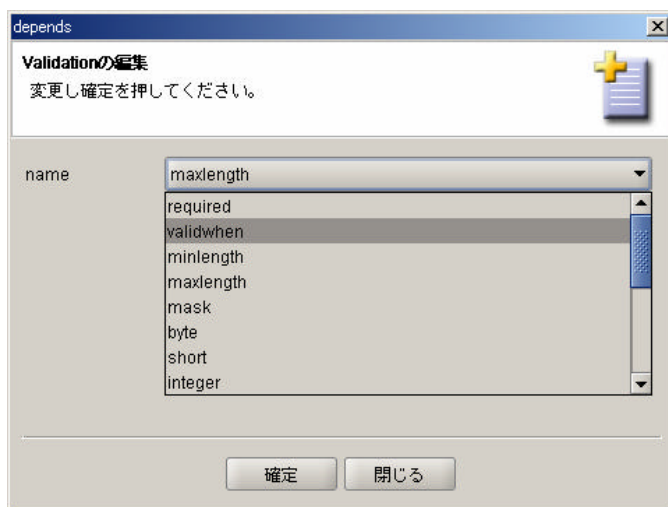 depends
Validationの編集
変更し確定を押してください。
name
maxlength
required
validwhen
minlength
maxlength
mask
byte
short
integer
確定
閉じる